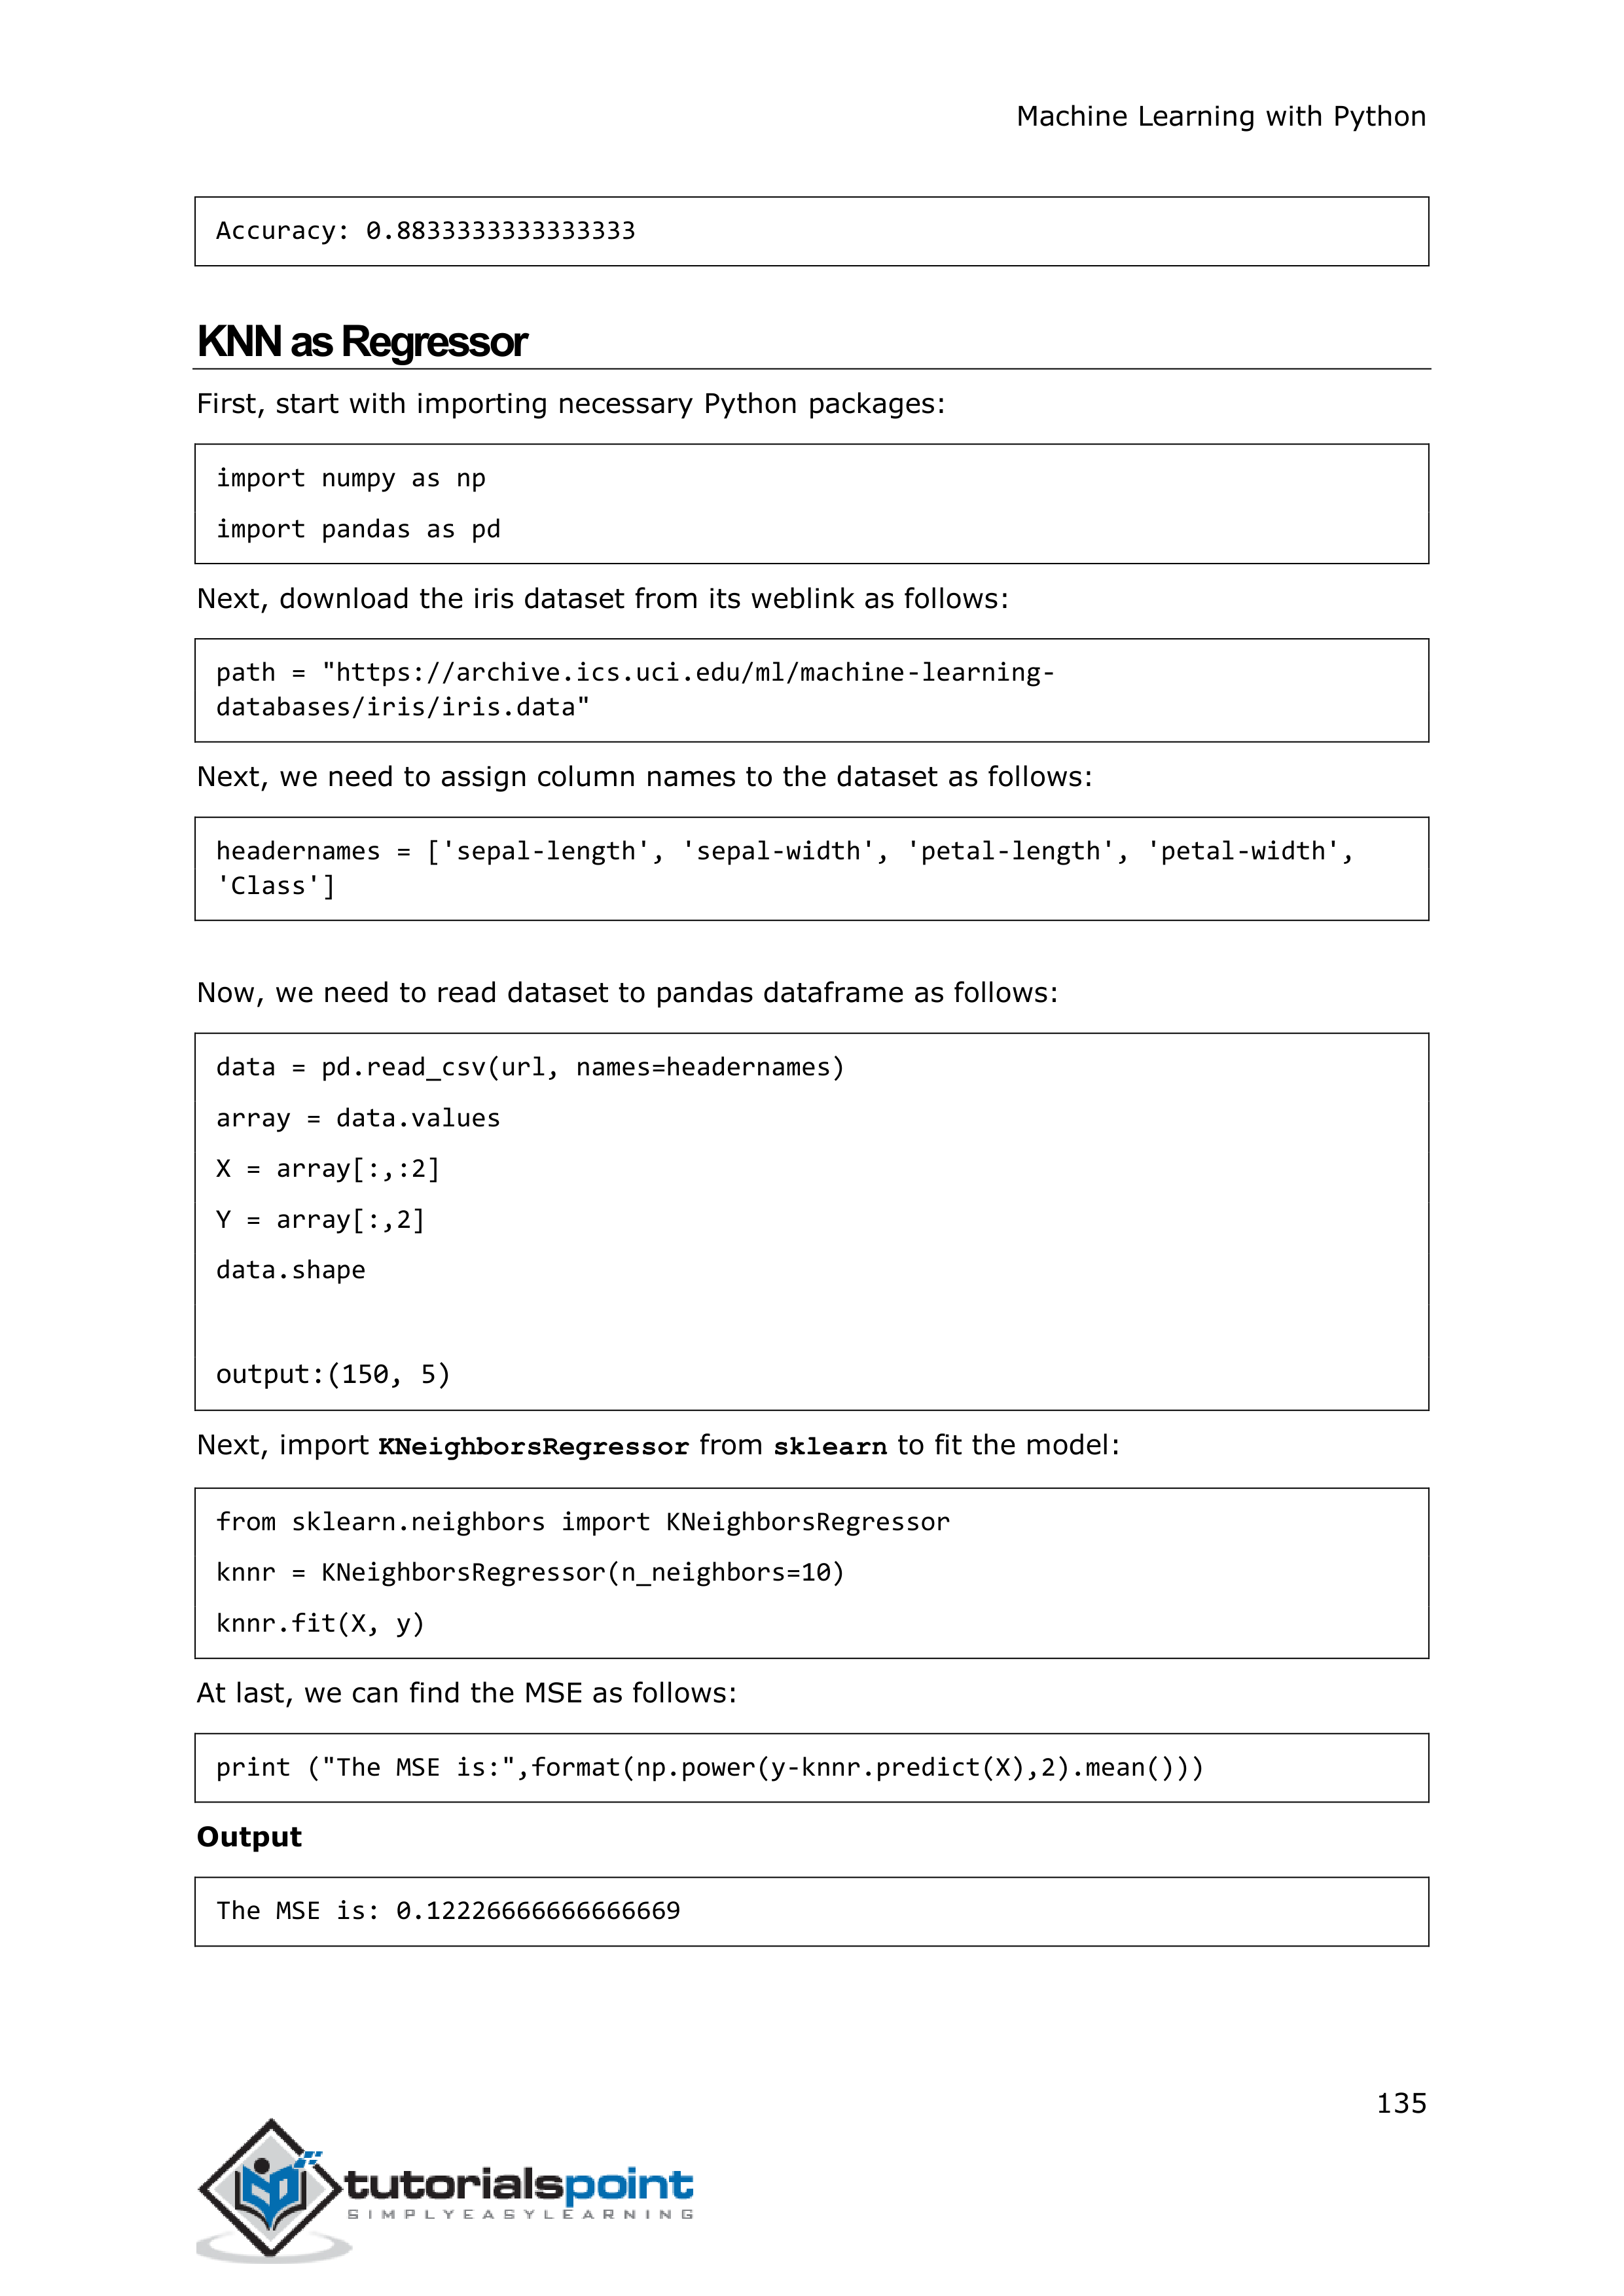 Machine Learning with Python
Accuracy: 0.8833333333333333
KNN as Regressor
First, start with importing necessary Python packages:
import numpy as np
import pandas as pd
Next, download the iris dataset from its weblink as follows:
path = "https://archive.ics.uci.edu/ml/machine-learning-
databases/iris/iris.data"
Next, we need to assign column names to the dataset as follows:
headernames = ['sepal-length', 'sepal-width', 'petal-length', 'petal-width',
'Class']
Now, we need to read dataset to pandas dataframe as follows:
data = pd.read_csv(url, names=headernames)
array = data.values
X = array[:,:2]
Y = array[:,2]
data.shape
output:(150, 5)
Next, import KNeighborsRegressor from sklearn to fit the model:
from sklearn.neighbors import KNeighborsRegressor
knnr = KNeighborsRegressor(n_neighbors=10)
knnr.fit(X, y)
At last, we can find the MSE as follows:
print ("The MSE is:",format(np.power(y-knnr.predict(X),2).mean()))
Output
The MSE is: 0.12226666666666669
135
tutorialspoint
SIMPLYEASYLEARNING